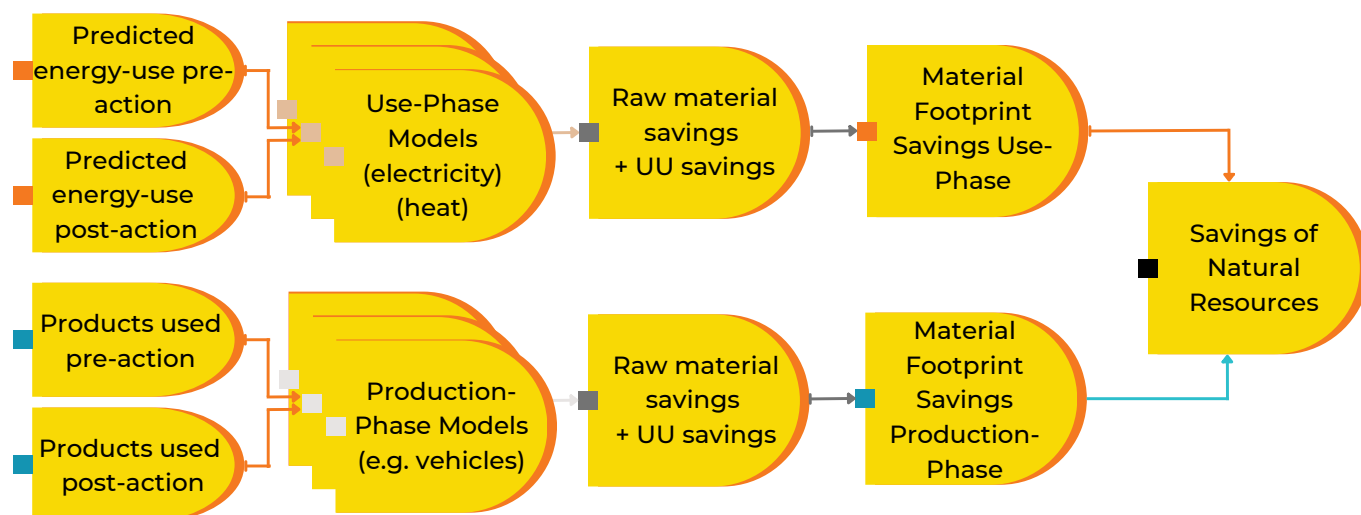 Predicted
energy-use pre-
action
Predicted
energy-use
post-action
Use-Phase
Models
(electricity)
(heat)
Raw material
savings
+ UU savings
Material
Footprint
Savings Use-
Phase
Savings of
Natural
Resources
Products used
pre-action
Products used
post-action
Production-
Phase Models
(e.g. vehicles)
Raw material
savings
+ UU savings
Material
Footprint
Savings
Production-
Phase